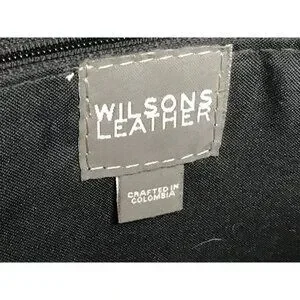 WILSONS
LEATHER
CRAFTED IN
COLOMBIA